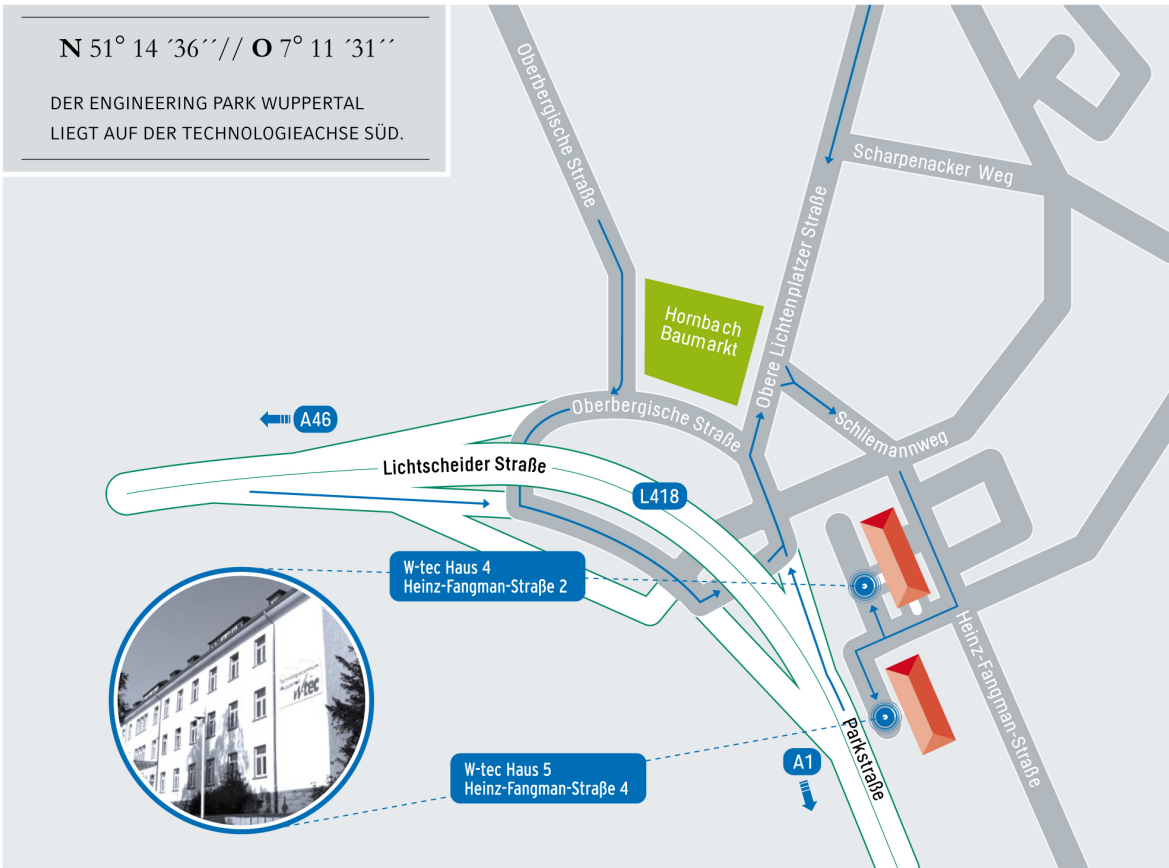 N 51° 14 ´36´´// O 7° 11 ´31´´
DER ENGINEERING PARK WUPPERTAL
LIEGT AUF DER TECHNOLOGIEACHSE SÜD.
Oberbergische Straße
Scharpenacker Weg
Obere Lichtenplatzer Straße
Hornbach
Baumarkt
A46
Oberbergische Straße
Schliemannweg
Lichtscheider Straße
L418
W-tec Haus 4
Heinz-Fangman-Straße 2
Heinz-Fangman-Straße
w-tec
Parkstraße
A1
W-tec Haus 5
Heinz-Fangman-Straße 4